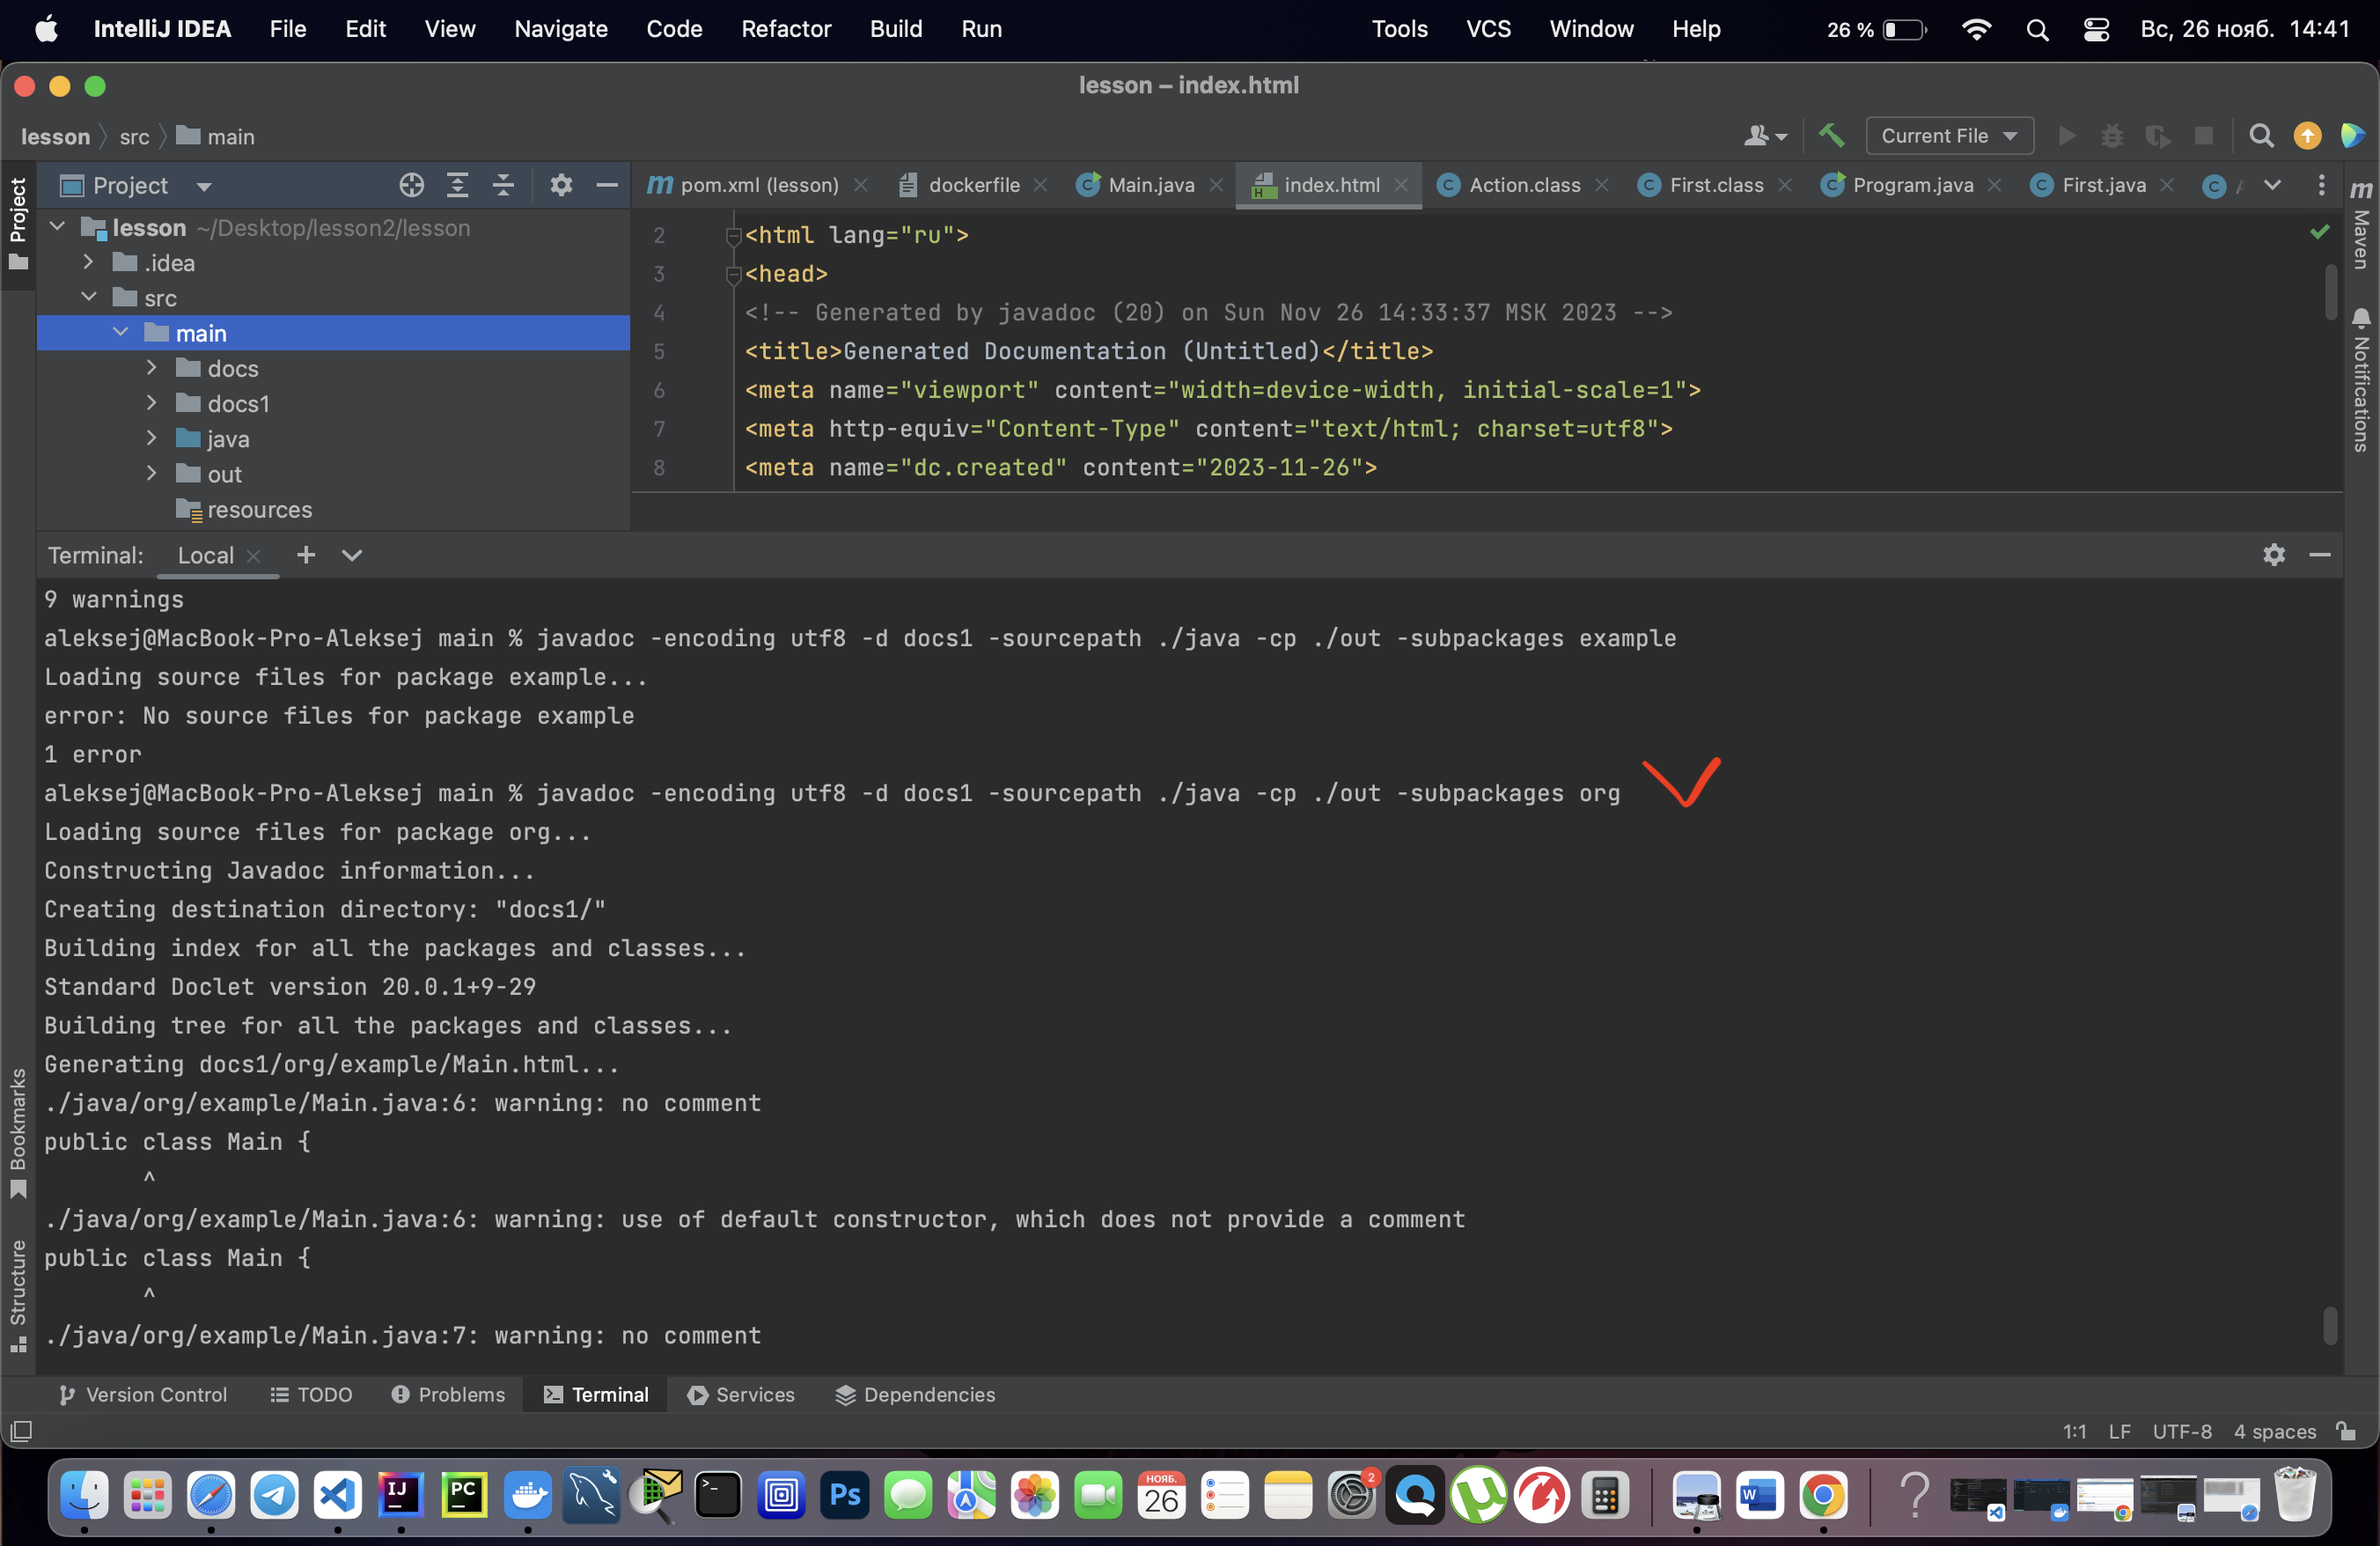 IntelliJ IDEA File Edit View Navigate Code Refactor Build Run Tools VCS Window Help 26 % Вс, 26 нояб. 14:41
lesson – index.html
lesson src main
Current File
Project
pom.xml (lesson) dockerfile Main.java index.html Action.class First.class Program.java First.java
Project
Maven
Notifications
lesson ~/Desktop/lesson2/lesson
.idea
src
main
docs
docs1
java
out
resources
2 <html lang="ru">
3 <head>
4 <!-- Generated by javadoc (20) on Sun Nov 26 14:33:37 MSK 2023 -->
5 <title>Generated Documentation (Untitled)</title>
6 <meta name="viewport" content="width=device-width, initial-scale=1">
7 <meta http-equiv="Content-Type" content="text/html; charset=utf8">
8 <meta name="dc.created" content="2023-11-26">
Terminal: Local
9 warnings
aleksej@MacBook-Pro-Aleksej main % javadoc -encoding utf8 -d docs1 -sourcepath ./java -cp ./out -subpackages example
Loading source files for package example...
error: No source files for package example
1 error
aleksej@MacBook-Pro-Aleksej main % javadoc -encoding utf8 -d docs1 -sourcepath ./java -cp ./out -subpackages org
Loading source files for package org...
Constructing Javadoc information...
Creating destination directory: "docs1/"
Building index for all the packages and classes...
Standard Doclet version 20.0.1+9-29
Building tree for all the packages and classes...
Generating docs1/org/example/Main.html...
./java/org/example/Main.java:6: warning: no comment
public class Main {
^
./java/org/example/Main.java:6: warning: use of default constructor, which does not provide a comment
public class Main {
^
./java/org/example/Main.java:7: warning: no comment
Bookmarks
Structure
Version Control TODO Problems Terminal Services Dependencies
1:1 LF UTF-8 4 spaces
IJ
PC
Ps
НОЯБ.
26
2
W